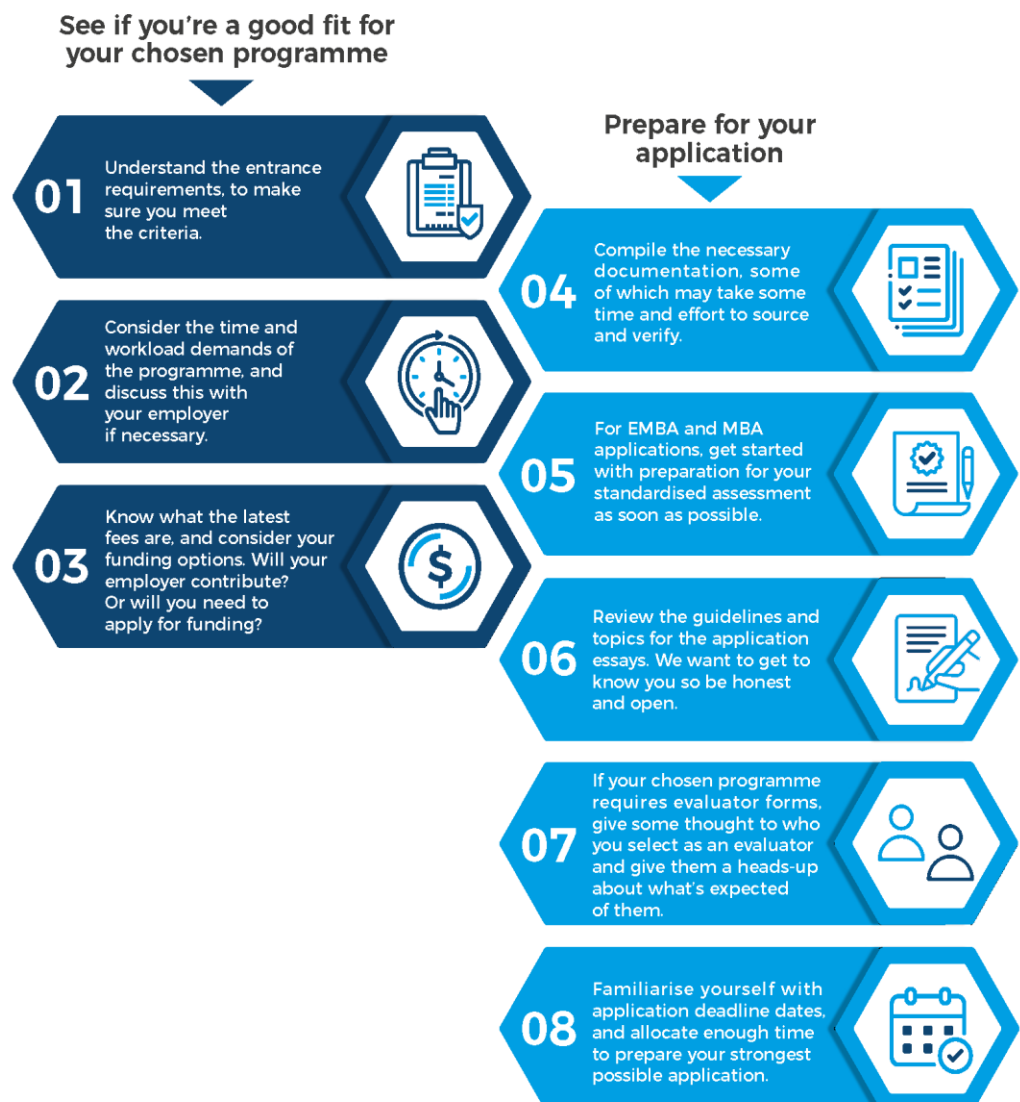 See if you're a good fit for
your chosen programme
01
Understand the entrance
requirements, to make
sure you meet
the criteria.
02
Consider the time and
workload demands of
the programme, and
discuss this with
your employer
if necessary.
03
Know what the latest
fees are, and consider your
funding options. Will your
employer contribute?
Or will you need to
apply for funding?
$
Prepare for your
application
04
Compile the necessary
documentation, some
of which may take some
time and effort to source
and verify.
05
For EMBA and MBA
applications, get started
with preparation for your
standardised assessment
as soon as possible.
06
Review the guidelines and
topics for the application
essays. We want to get to
know you so be honest
and open.
07
If your chosen programme
requires evaluator forms,
give some thought to who
you select as an evaluator
and give them a heads-up
about what's expected
of them.
08
Familiarise yourself with
application deadline dates,
and allocate enough time
to prepare your strongest
possible application.